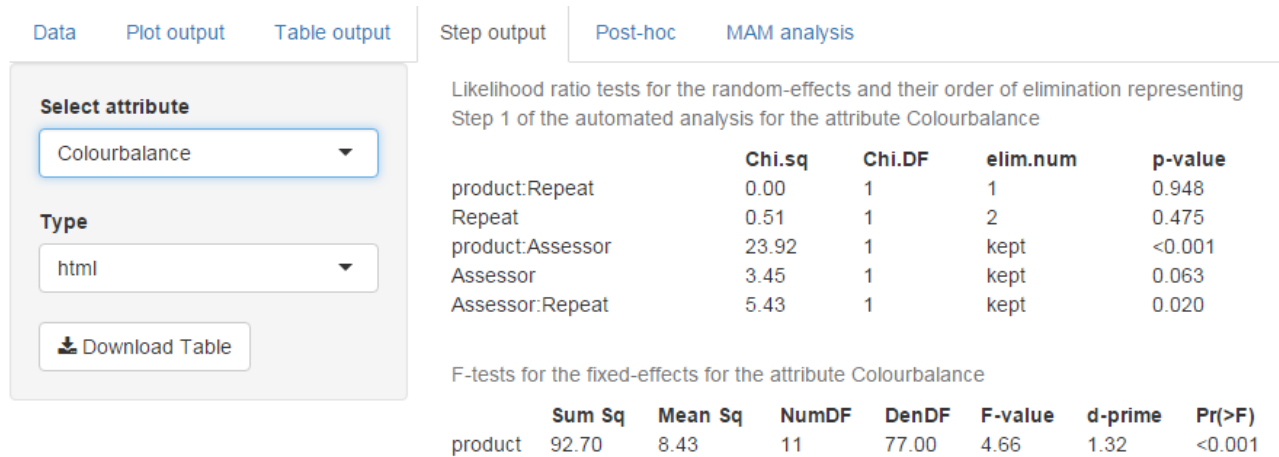 Data Plot output Table output Step output Post-hoc MAM analysis
Select attribute
Colourbalance
Type
html
Download Table
Likelihood ratio tests for the random-effects and their order of elimination representing
Step 1 of the automated analysis for the attribute Colourbalance
Chi.sq Chi.DF elim.num p-value
product:Repeat 0.00 1 1 0.948
Repeat 0.51 1 2 0.475
product:Assessor 23.92 1 kept <0.001
Assessor 3.45 1 kept 0.063
Assessor:Repeat 5.43 1 kept 0.020
F-tests for the fixed-effects for the attribute Colourbalance
Sum Sq Mean Sq NumDF DenDF F-value d-prime Pr(>F)
product 92.70 8.43 11 77.00 4.66 1.32 <0.001